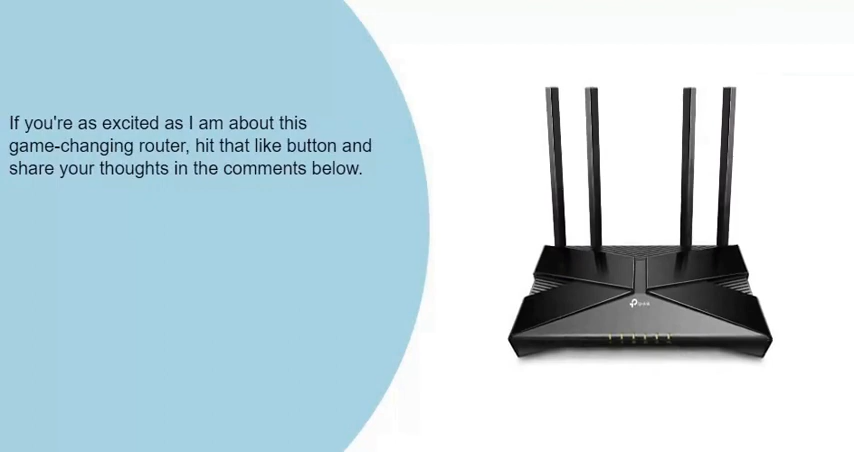 If you're as excited as I am about this
game-changing router, hit that like button and
share your thoughts in the comments below.